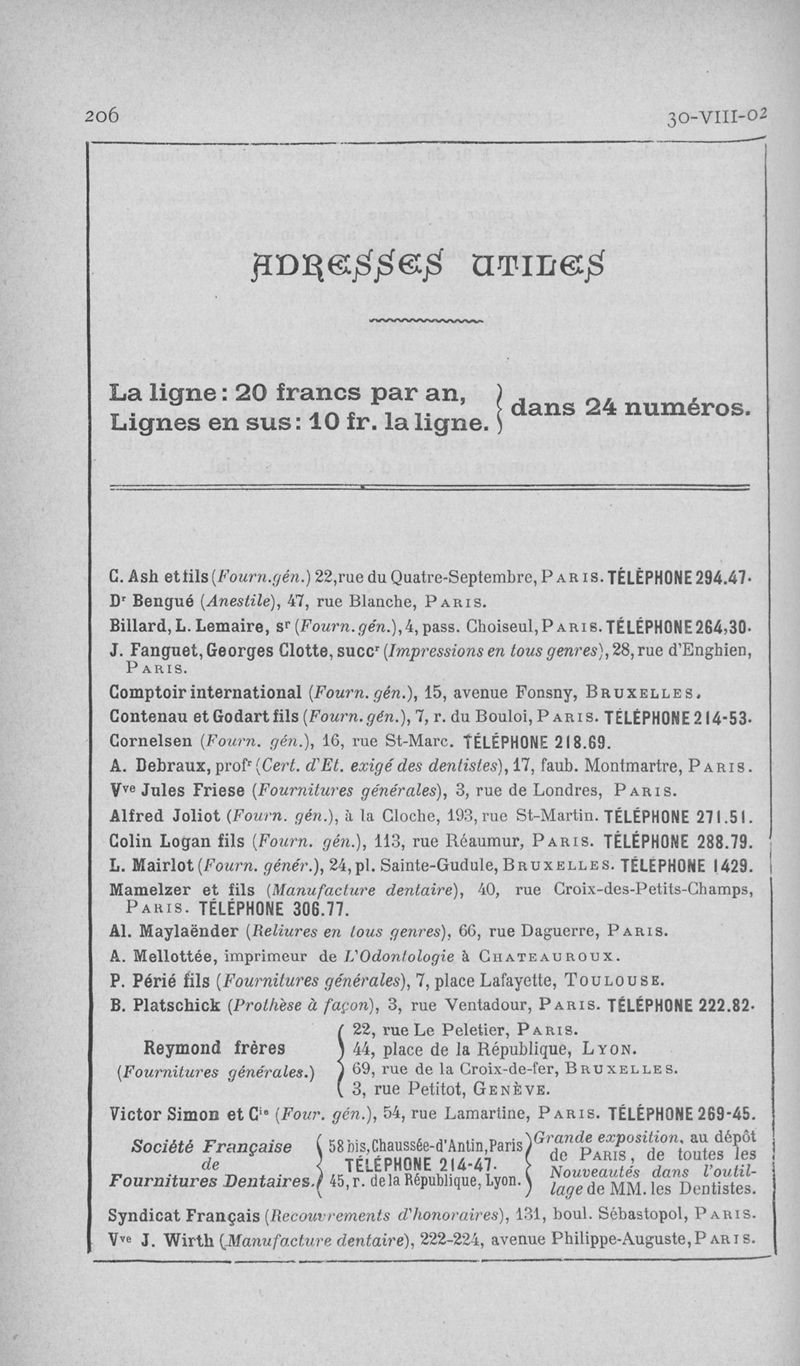 206 30-VIII-02
ADRESSES UTILES
La ligne: 20 francs par an, } dans 24 numéros.
Lignes en sus: 10 fr. la ligne.
C. Ash et fils (Fourn. gén.) 22, rue du Quatre-Septembre, PARIS. TÉLÉPHONE 294.47.
Dr Bengué (Anestile), 47, rue Blanche, PARIS.
Billard, L. Lemaire, sr (Fourn. gén.), 4, pass. Choiseul, PARIS. TÉLÉPHONE 264,30.
J. Fanguet, Georges Clotte, succr (Impressions en tous genres), 28, rue d'Enghien,
PARIS.
Comptoir international (Fourn. gén.), 15, avenue Fonsny, BRUXELLES.
Contenau et Godart fils (Fourn. gén.), 7, r. du Bouloi, PARIS. TÉLÉPHONE 214-53.
Cornelsen (Fourn. gén.), 16, rue St-Marc. TÉLÉPHONE 218.69.
A. Debraux, profr (Cert. d'Et. exigé des dentistes), 17, faub. Montmartre, PARIS.
Vve Jules Friese (Fournitures générales), 3, rue de Londres, PARIS.
Alfred Joliot (Fourn. gén.), à la Cloche, 193, rue St-Martin. TÉLÉPHONE 271.51.
Colin Logan fils (Fourn. gén.), 113, rue Réaumur, PARIS. TÉLÉPHONE 288.79.
L. Mairlot (Fourn. génér.), 24, pl. Sainte-Gudule, BRUXELLES. TÉLÉPHONE 1429.
Mamelzer et fils (Manufacture dentaire), 40, rue Croix-des-Petits-Champs,
PARIS. TÉLÉPHONE 306.77.
Al. Maylaënder (Reliures en tous genres), 66, rue Daguerre, PARIS.
A. Mellottée, imprimeur de L'Odontologie à CHATEAUROUX.
P. Périé fils (Fournitures générales), 7, place Lafayette, TOULOUSE.
B. Platschick (Prothèse à façon), 3, rue Ventadour, PARIS. TÉLÉPHONE 222.82.
Reymond frères
(Fournitures générales.)
22, rue Le Peletier, PARIS.
44, place de la République, LYON.
69, rue de la Croix-de-fer, BRUXELLES.
3, rue Petitot, GENÈVE.
Victor Simon et Cie (Four. gén.), 54, rue Lamartine, PARIS. TÉLÉPHONE 269-45.
Société Française
de
Fournitures Dentaires.
58 bis, Chaussée-d'Antin, Paris
TÉLÉPHONE 214-47.
45, r. de la République, Lyon.
Grande exposition, au dépôt
de PARIS, de toutes les
Nouveautés dans l'outil-
lage de MM. les Dentistes.
Syndicat Français (Recouvrements d'honoraires), 131, boul. Sébastopol, PARIS.
Vve J. Wirth (Manufacture dentaire), 222-224, avenue Philippe-Auguste, PARIS.